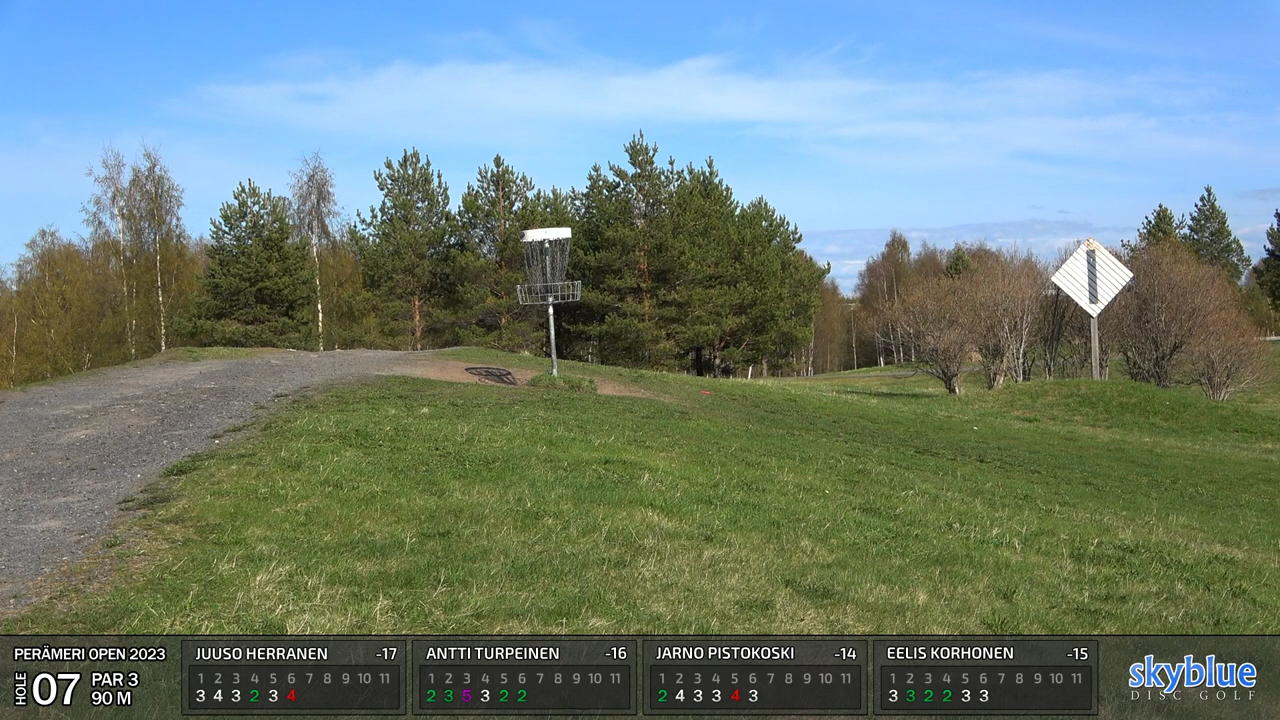 PERÄMERI OPEN 2023
HOLE 07 PAR 3
90 M
JUUSO HERRANEN -17
1 2 3 4 5 6 7 8 9 10 11
3 4 3 2 3 4
ANTTI TURPEINEN -16
1 2 3 4 5 6 7 8 9 10 11
2 3 5 3 2 2
JARNO PISTOKOSKI -14
1 2 3 4 5 6 7 8 9 10 11
2 4 3 3 4 3
EELIS KORHONEN -15
1 2 3 4 5 6 7 8 9 10 11
3 3 2 2 3 3
skyblue
DISC GOLF